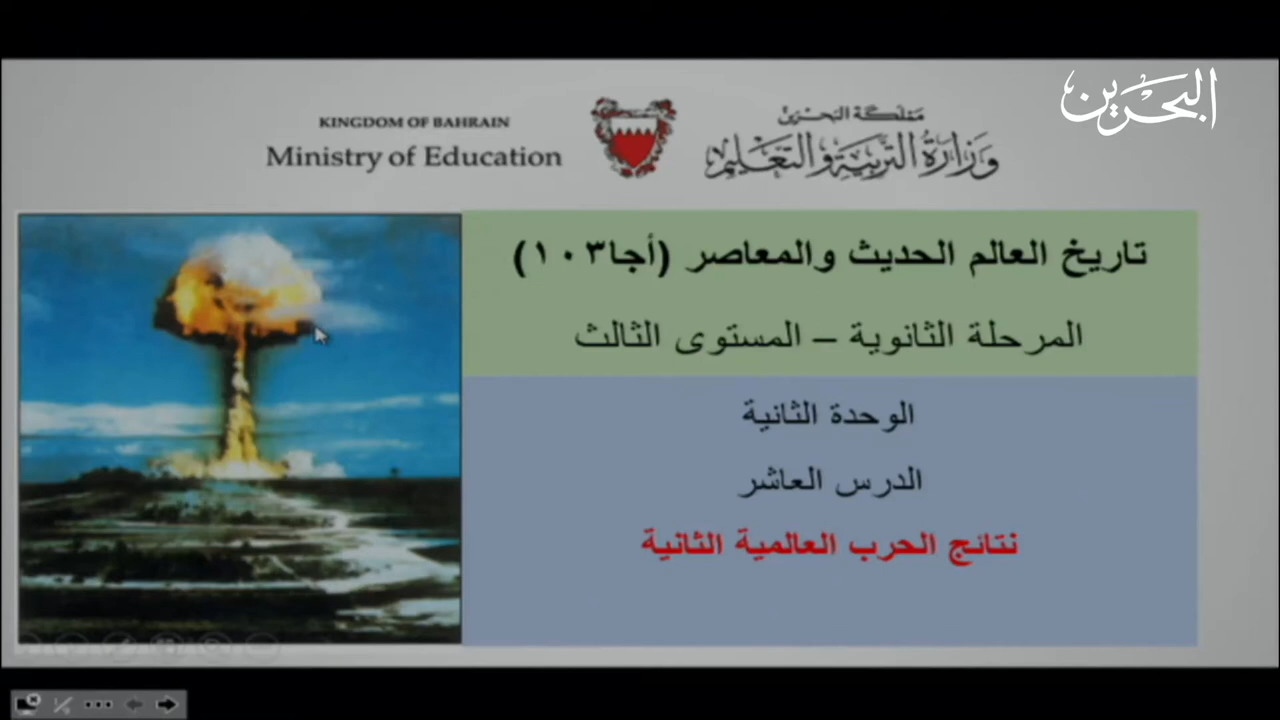 البحرين
مملكة البحرين
وزارة التربية والتعليم
KINGDOM OF BAHRAIN
Ministry of Education
تاريخ العالم الحديث والمعاصر (أجا١٠٣)
المرحلة الثانوية – المستوى الثالث
الوحدة الثانية
الدرس العاشر
نتائج الحرب العالمية الثانية